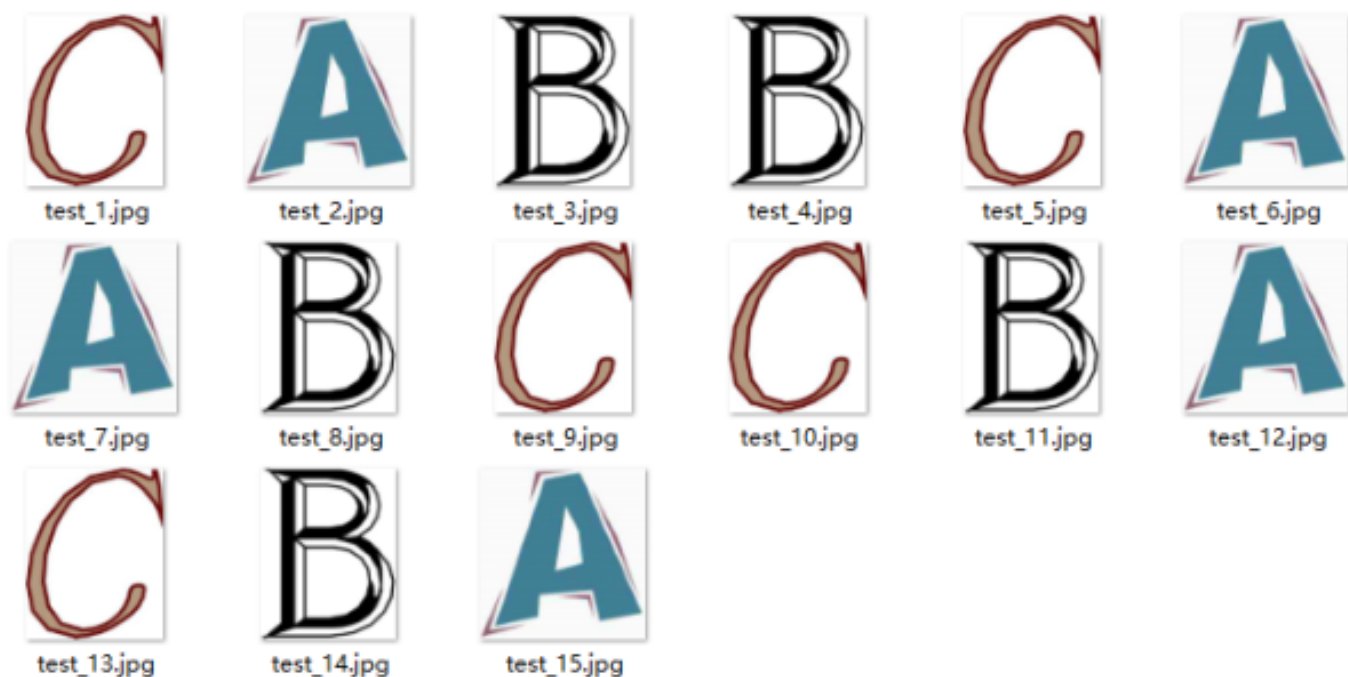 C A B B C A
test_1.jpg test_2.jpg test_3.jpg test_4.jpg test_5.jpg test_6.jpg
A B C C B A
test_7.jpg test_8.jpg test_9.jpg test_10.jpg test_11.jpg test_12.jpg
C B A
test_13.jpg test_14.jpg test_15.jpg